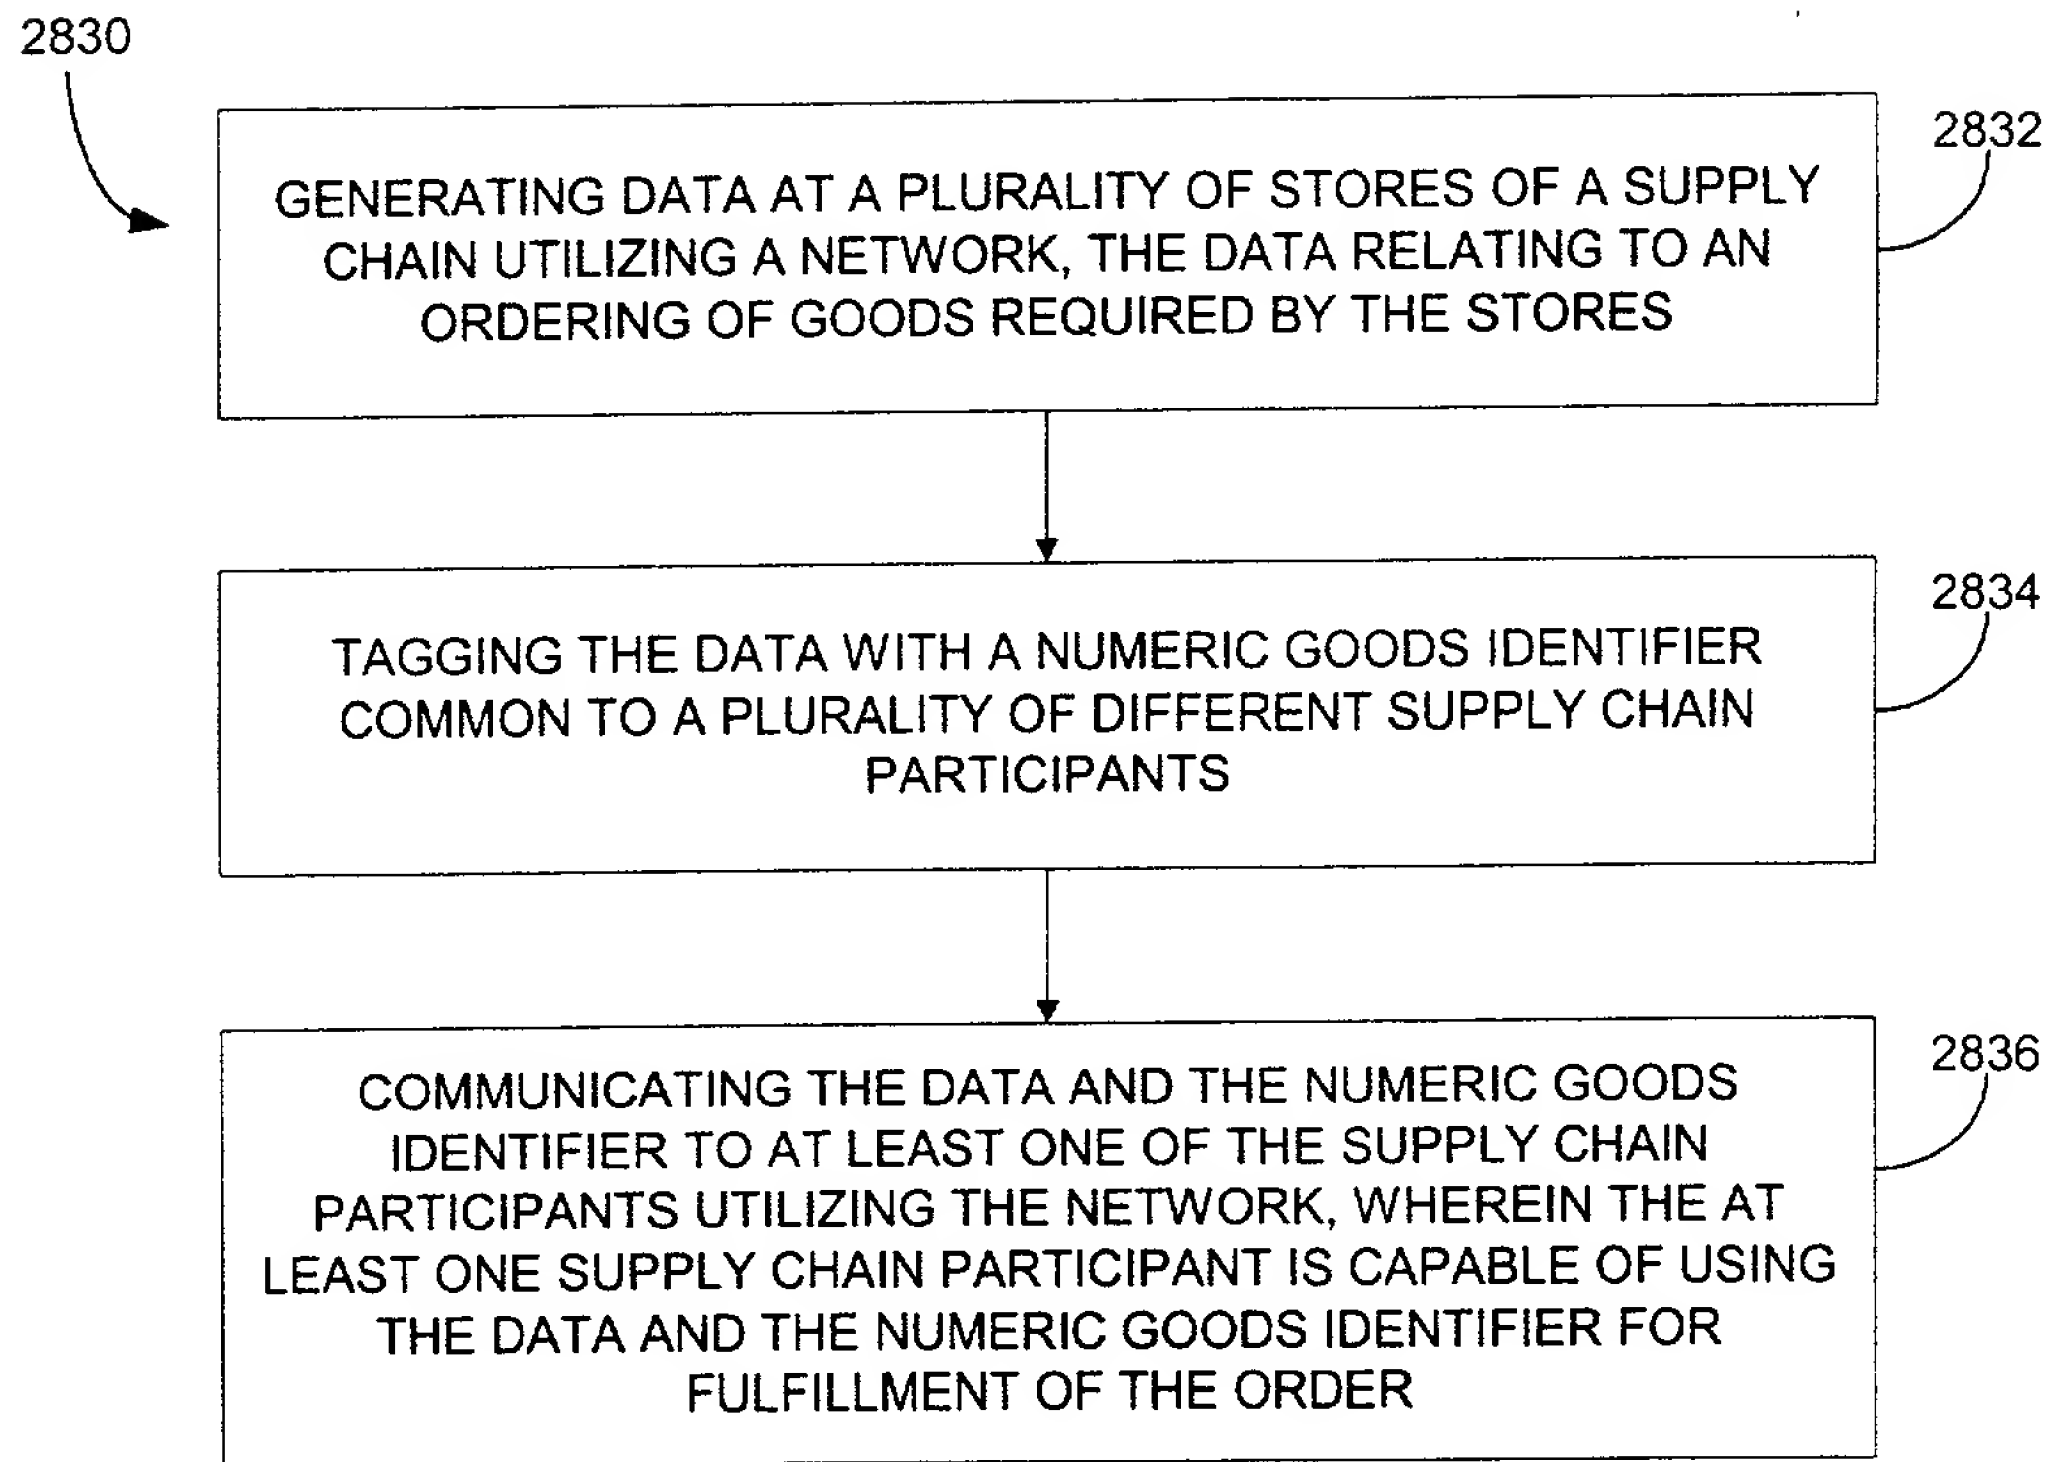 2830
2832
GENERATING DATA AT A PLURALITY OF STORES OF A SUPPLY
CHAIN UTILIZING A NETWORK, THE DATA RELATING TO AN
ORDERING OF GOODS REQUIRED BY THE STORES
2834
TAGGING THE DATA WITH A NUMERIC GOODS IDENTIFIER
COMMON TO A PLURALITY OF DIFFERENT SUPPLY CHAIN
PARTICIPANTS
2836
COMMUNICATING THE DATA AND THE NUMERIC GOODS
IDENTIFIER TO AT LEAST ONE OF THE SUPPLY CHAIN
PARTICIPANTS UTILIZING THE NETWORK, WHEREIN THE AT
LEAST ONE SUPPLY CHAIN PARTICIPANT IS CAPABLE OF USING
THE DATA AND THE NUMERIC GOODS IDENTIFIER FOR
FULFILLMENT OF THE ORDER